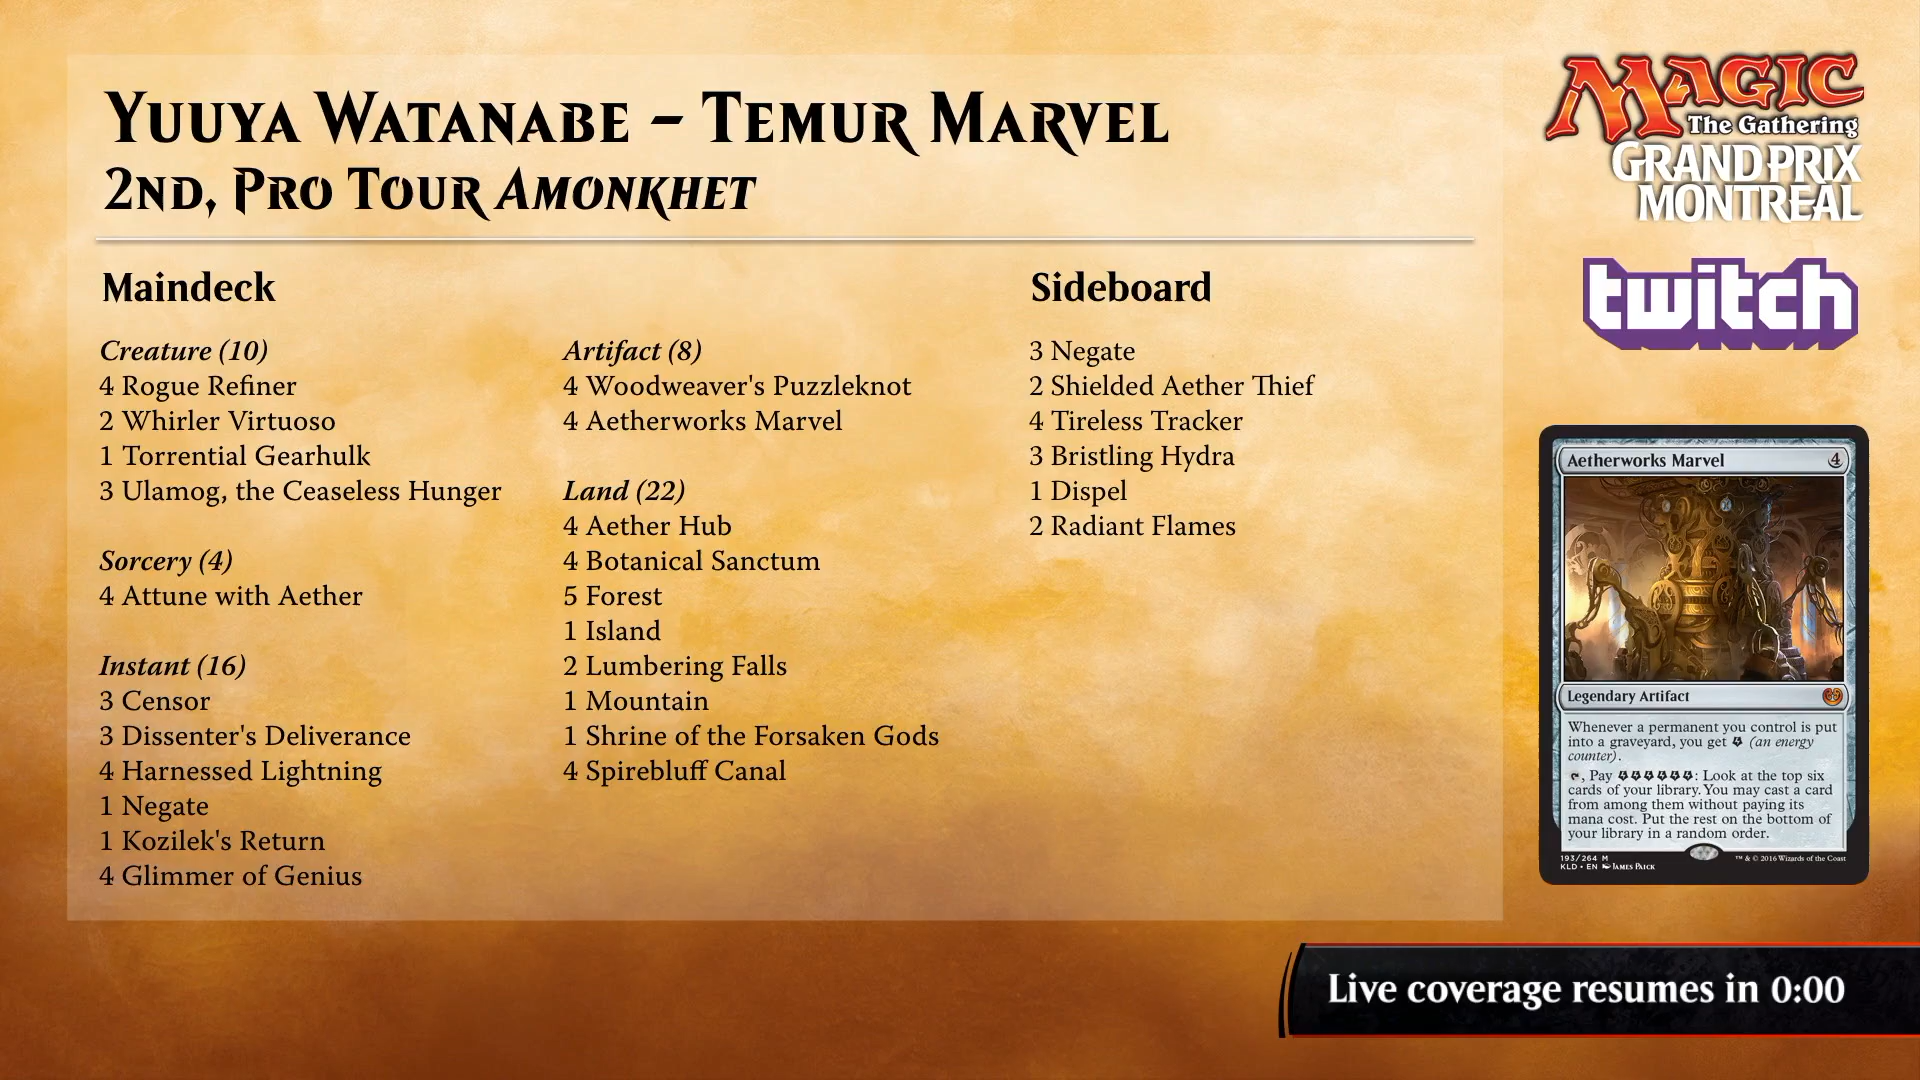 Yuuya Watanabe – Temur Marvel
2nd, Pro Tour Amonkhet
Maindeck
Creature (10)
4 Rogue Refiner
2 Whirler Virtuoso
1 Torrential Gearhulk
3 Ulamog, the Ceaseless Hunger
Sorcery (4)
4 Attune with Aether
Instant (16)
3 Censor
3 Dissenter's Deliverance
4 Harnessed Lightning
1 Negate
1 Kozilek's Return
4 Glimmer of Genius
Artifact (8)
4 Woodweaver's Puzzleknot
4 Aetherworks Marvel
Land (22)
4 Aether Hub
4 Botanical Sanctum
5 Forest
1 Island
2 Lumbering Falls
1 Mountain
1 Shrine of the Forsaken Gods
4 Spirebluff Canal
Sideboard
3 Negate
2 Shielded Aether Thief
4 Tireless Tracker
3 Bristling Hydra
1 Dispel
2 Radiant Flames
Magic
The Gathering
GRAND PRIX
MONTREAL
twitch
Aetherworks Marvel 4
Legendary Artifact
Whenever a permanent you control is put
into a graveyard, you get (an energy
counter).
, Pay : Look at the top six
cards of your library. You may cast a card
from among them without paying its
mana cost. Put the rest on the bottom of
your library in a random order.
193/264 M
KLD • EN James Paick
™ & © 2016 Wizards of the Coast
Live coverage resumes in 0:00